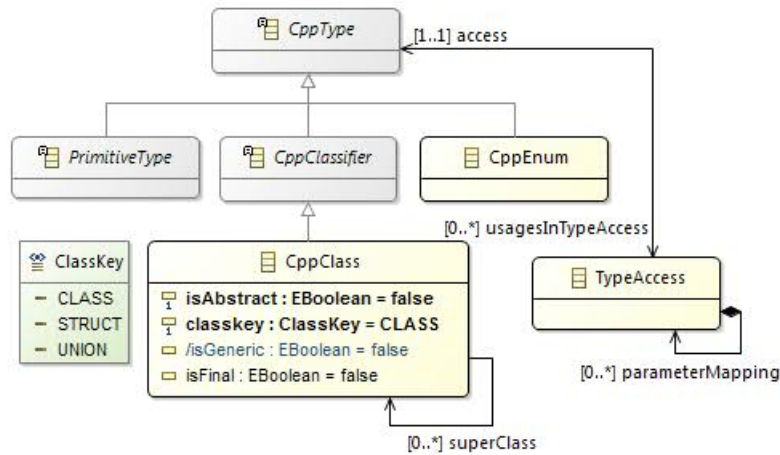 CppType
[1..1] access
PrimitiveType
CppClassifier
CppEnum
[0..*] usagesInTypeAccess
ClassKey
CLASS
STRUCT
UNION
CppClass
isAbstract : EBoolean = false
classkey : ClassKey = CLASS
/isGeneric : EBoolean = false
isFinal : EBoolean = false
TypeAccess
[0..*] parameterMapping
[0..*] superClass